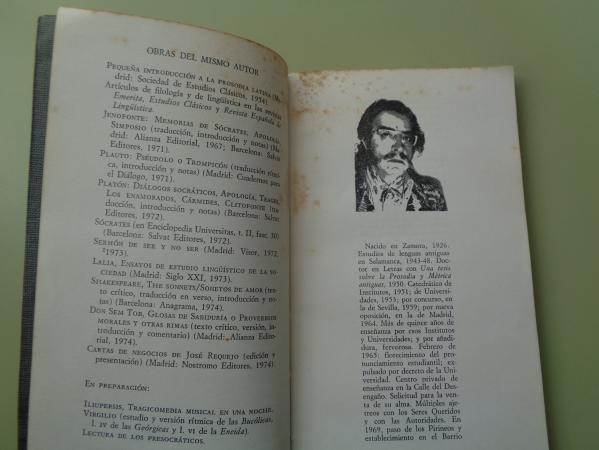 OBRAS DEL MISMO AUTOR
PEQUEÑA INTRODUCCIÓN A LA PROSODIA LATINA (Ma-
drid: Sociedad de Estudios Clásicos, 1954).
Artículos de filología y de lingüística en las revistas
Emerita, Estudios Clásicos y Revista Española de
Lingüística.
JENOFONTE: MEMORIAS DE SÓCRATES, APOLOGÍA,
SIMPOSIO (traducción, introducción y notas) (Ma-
drid: Alianza Editorial, 1967; Barcelona: Salvat
Editores, 1971).
PLAUTO: PSÉUDOLO O TROMPICÓN (traducción rítmi-
ca, introducción y notas) (Madrid: Cuadernos para
el Diálogo, 1971).
PLATÓN: DIÁLOGOS SOCRÁTICOS, APOLOGÍA, TEAGES,
LOS ENAMORADOS, CÁRMIDES, CLITOFONTE (tra-
ducción, introducción y notas) (Barcelona: Salvat
Editores, 1972).
SÓCRATES (en Enciclopedia Universitas, t. II, fasc. 30)
(Barcelona: Salvat Editores, 1972).
SERMÓN DE SER Y NO SER (Madrid: Visor, 1972,
²1973).
LALIA, ENSAYOS DE ESTUDIO LINGÜÍSTICO DE LA SO-
CIEDAD (Madrid: Siglo XXI, 1973).
SHAKESPEARE, THE SONNETS/SONETOS DE AMOR (tex-
to crítico, traducción en verso, introducción y no-
tas) (Barcelona: Anagrama, 1974).
DON SEM TOB, GLOSAS DE SABIDURÍA O PROVERBIOS
MORALES Y OTRAS RIMAS (texto crítico, versión, in-
troducción y comentario) (Madrid: Alianza Edito-
rial, 1974).
CARTAS DE NEGOCIOS DE JOSÉ REQUEJO (edición y
presentación) (Madrid: Nostromo Editores, 1974).
EN PREPARACIÓN:
ILIUPERSIS, TRAGICOMEDIA MUSICAL EN UNA NOCHE.
VIRGILIO (estudio y versión rítmica de las Bucólicas,
l. IV de las Geórgicas y l. VI de la Eneida).
LECTURA DE LOS PRESOCRÁTICOS.
Nacido en Zamora, 1926.
Estudios de lenguas antiguas
en Salamanca, 1943-48. Doc-
tor en Letras con Una tesis
sobre la Prosodia y Métrica
antiguas, 1950. Catedrático de
Institutos, 1951; de Universi-
dades, 1953; por concurso, en
la de Sevilla, 1959; por nueva
oposición, en la de Madrid,
1964. Más de quince años de
enseñanza por esos Institutos
y Universidades; y por añadi-
dura, fervorosa. Febrero de
1965: florecimiento del pro-
nunciamiento estudiantil; ex-
pulsado por decreto de la Uni-
versidad. Centro privado de
enseñanza en la Calle del Des-
engaño. Solicitud para la ven-
ta de su alma. Múltiples aje-
treos con los Seres Queridos
y con las Autoridades. En
1969, paso de los Pirineos y
establecimiento en el Barrio